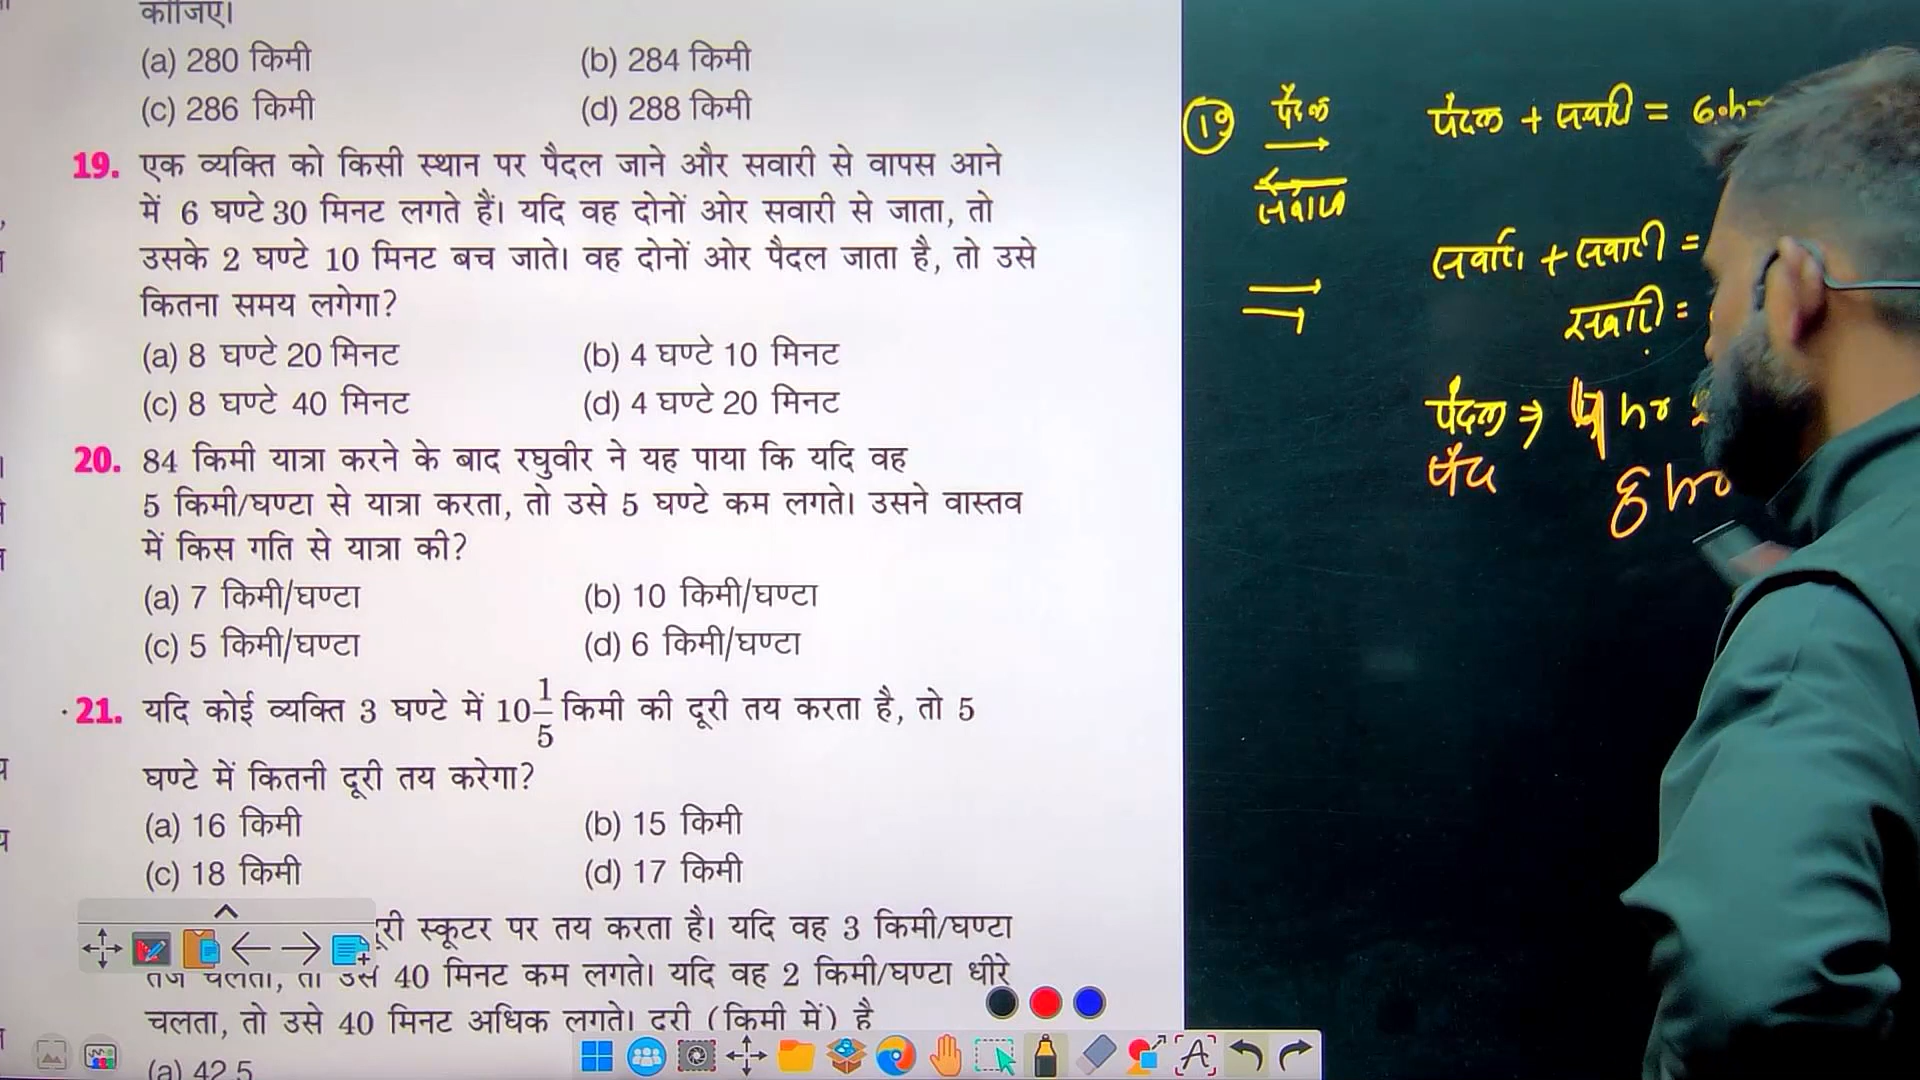 कीजिए।
(a) 280 किमी (b) 284 किमी
(c) 286 किमी (d) 288 किमी
19. एक व्यक्ति को किसी स्थान पर पैदल जाने और सवारी से वापस आने
में 6 घण्टे 30 मिनट लगते हैं। यदि वह दोनों ओर सवारी से जाता, तो
उसके 2 घण्टे 10 मिनट बच जाते। वह दोनों ओर पैदल जाता है, तो उसे
कितना समय लगेगा?
(a) 8 घण्टे 20 मिनट (b) 4 घण्टे 10 मिनट
(c) 8 घण्टे 40 मिनट (d) 4 घण्टे 20 मिनट
20. 84 किमी यात्रा करने के बाद रघुवीर ने यह पाया कि यदि वह
5 किमी/घण्टा से यात्रा करता, तो उसे 5 घण्टे कम लगते। उसने वास्तव
में किस गति से यात्रा की?
(a) 7 किमी/घण्टा (b) 10 किमी/घण्टा
(c) 5 किमी/घण्टा (d) 6 किमी/घण्टा
21. यदि कोई व्यक्ति 3 घण्टे में 10 1/5 किमी की दूरी तय करता है, तो 5
घण्टे में कितनी दूरी तय करेगा?
(a) 16 किमी (b) 15 किमी
(c) 18 किमी (d) 17 किमी
स्कूटर पर तय करता है। यदि वह 3 किमी/घण्टा
तेज चलता, तो उसे 40 मिनट कम लगते। यदि वह 2 किमी/घण्टा धीरे
चलता, तो उसे 40 मिनट अधिक लगते। दूरी (किमी में) है
(a) 42.5
19 पैदल
सवारी
पैदल + सवारी = 6
सवारी + सवारी =
सवारी =
पैदल ⇒ 4 hr
पैद 8 hr